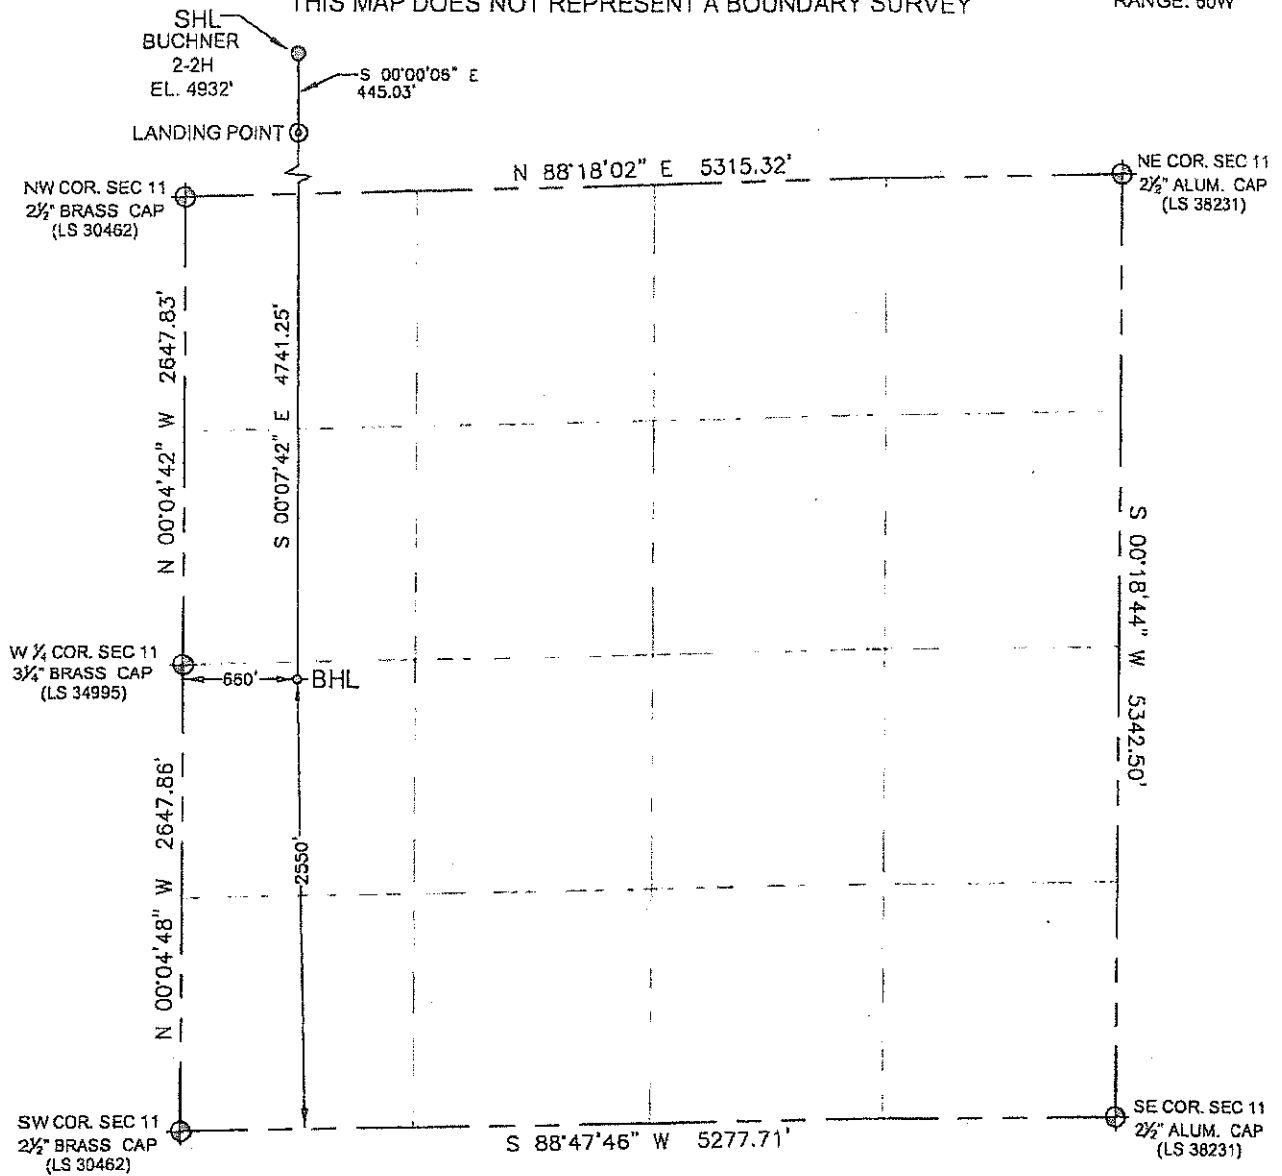 THIS MAP DOES NOT REPRESENT A BOUNDARY SURVEY
RANGE: 60W
SHL
BUCHNER
2-2H
EL. 4932'
S 00°00'06" E
445.03'
LANDING POINT
N 88°18'02" E 5315.32'
NW COR. SEC 11
2½" BRASS CAP
(LS 30462)
NE COR. SEC 11
2½" ALUM. CAP
(LS 38231)
N 00°04'42" W 2647.83'
S 00°07'42" E 4741.25'
S 00°18'44" W 5342.50'
W ¼ COR. SEC 11
3¼" BRASS CAP
(LS 34995)
660'
BHL
N 00°04'48" W 2647.86'
2550'
SW COR. SEC 11
2½" BRASS CAP
(LS 30462)
S 88°47'46" W 5277.71'
SE COR. SEC 11
2½" ALUM. CAP
(LS 38231)